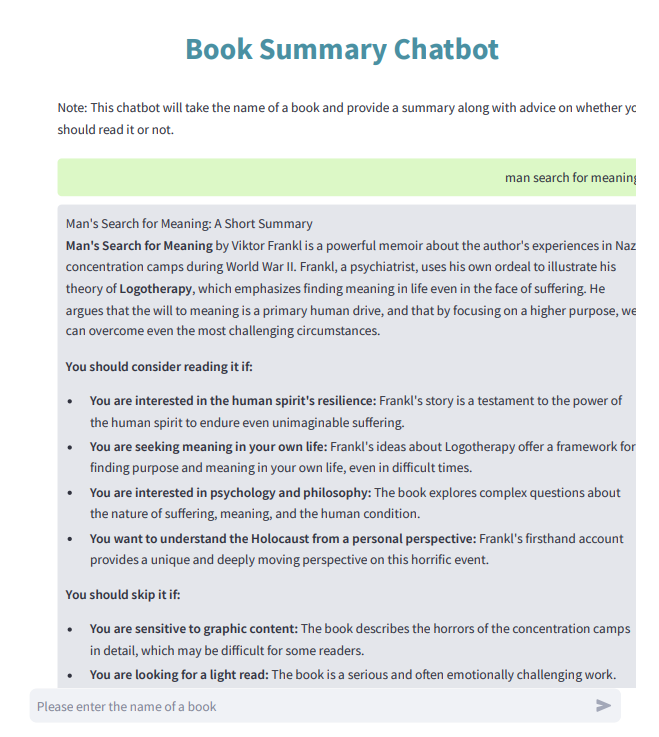 Book Summary Chatbot
Note: This chatbot will take the name of a book and provide a summary along with advice on whether
should read it or not.
man search for meaning
Man's Search for Meaning: A Short Summary
Man's Search for Meaning by Viktor Frankl is a powerful memoir about the author's experiences in
concentration camps during World War II. Frankl, a psychiatrist, uses his own ordeal to illustrate his
theory of Logotherapy, which emphasizes finding meaning in life even in the face of suffering. He
argues that the will to meaning is a primary human drive, and that by focusing on a higher purpose, we
can overcome even the most challenging circumstances.
You should consider reading it if:
• You are interested in the human spirit's resilience: Frankl's story is a testament to the power of
the human spirit to endure even unimaginable suffering.
• You are seeking meaning in your own life: Frankl's ideas about Logotherapy offer a framework for
finding purpose and meaning in your own life, even in difficult times.
• You are interested in psychology and philosophy: The book explores complex questions about
the nature of suffering, meaning, and the human condition.
• You want to understand the Holocaust from a personal perspective: Frankl's firsthand account
provides a unique and deeply moving perspective on this horrific event.
You should skip it if:
• You are sensitive to graphic content: The book describes the horrors of the concentration camps
in detail, which may be difficult for some readers.
• You are looking for a light read: The book is a serious and often emotionally challenging work.
Please enter the name of a book